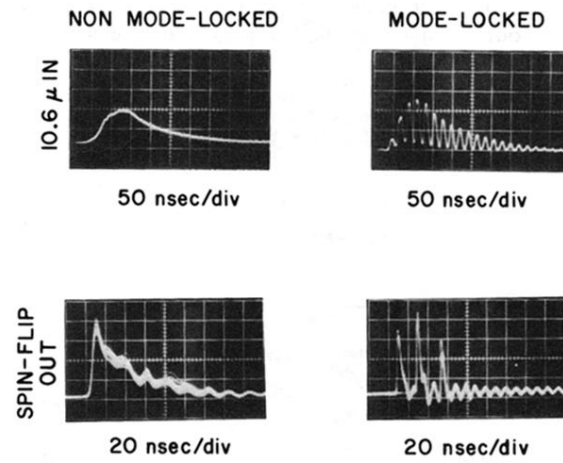 NON MODE-LOCKED
MODE-LOCKED
10.6 μ IN
50 nsec/div
50 nsec/div
SPIN-FLIP
OUT
20 nsec/div
20 nsec/div